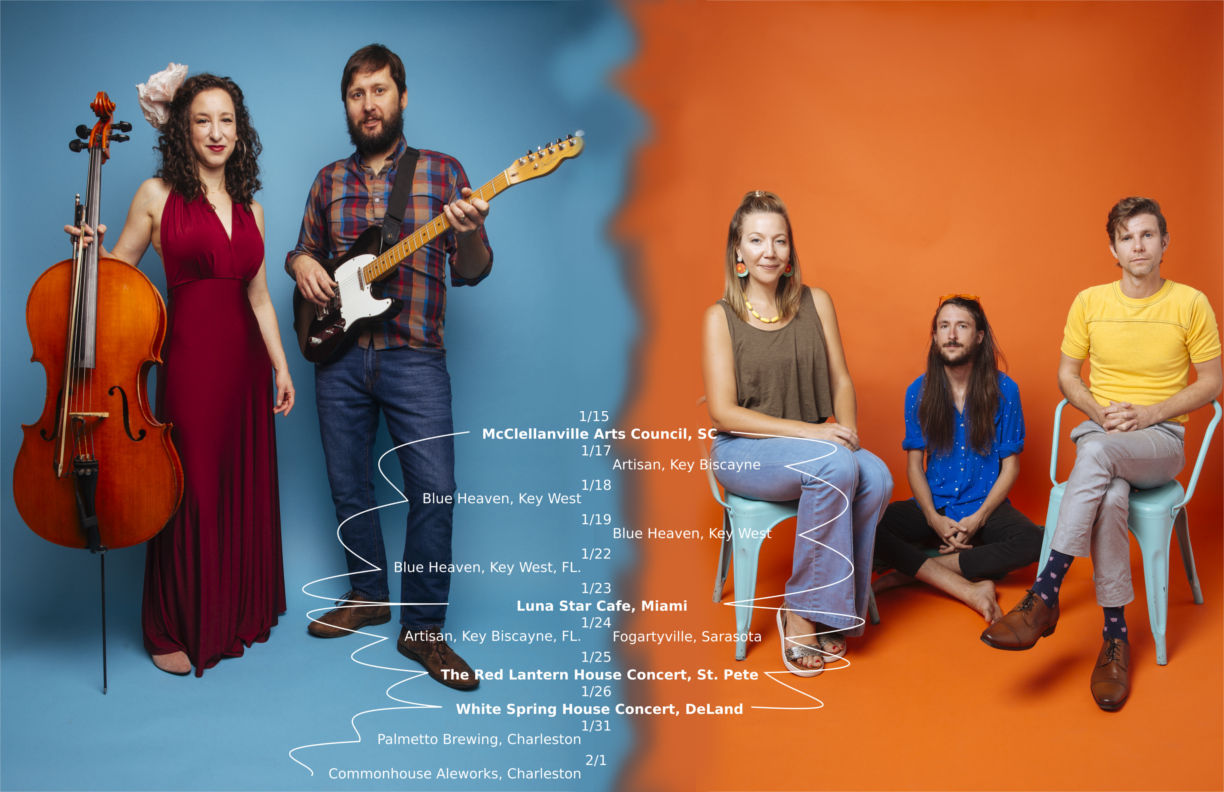 1/15
McClellanville Arts Council, SC
1/17
Artisan, Key Biscayne
1/18
Blue Heaven, Key West
1/19
Blue Heaven, Key West
1/22
Blue Heaven, Key West, FL.
1/23
Luna Star Cafe, Miami
1/24
Artisan, Key Biscayne, FL.
Fogartyville, Sarasota
1/25
The Red Lantern House Concert, St. Pete
1/26
White Spring House Concert, DeLand
1/31
Palmetto Brewing, Charleston
2/1
Commonhouse Aleworks, Charleston